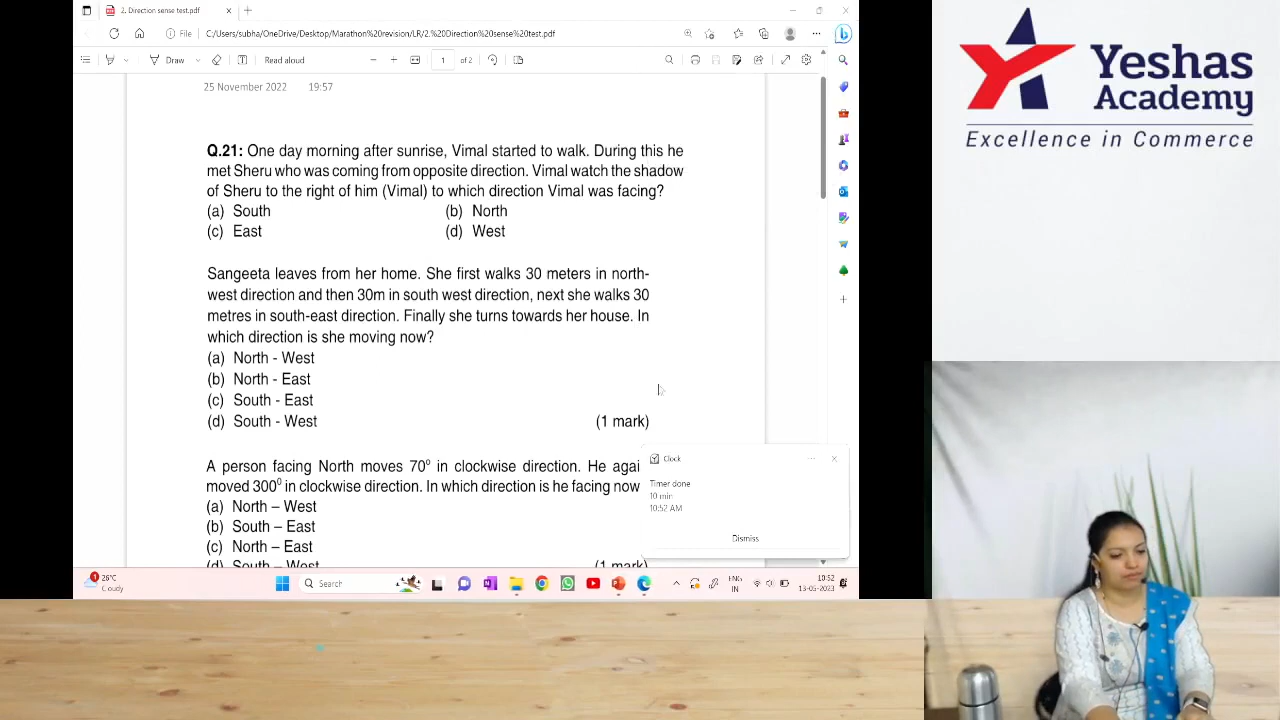 2. Direction sense test.pdf
File
C:/Users/subha/OneDrive/Desktop/Marathon%20revision/LR/2.%20Direction%20sense%20test.pdf
Draw
Read aloud
1
of 2
25 November 2022 19:57
Q.21: One day morning after sunrise, Vimal started to walk. During this he
met Sheru who was coming from opposite direction. Vimal watch the shadow
of Sheru to the right of him (Vimal) to which direction Vimal was facing?
(a) South (b) North
(c) East (d) West
Sangeeta leaves from her home. She first walks 30 meters in north-
west direction and then 30m in south west direction, next she walks 30
metres in south-east direction. Finally she turns towards her house. In
which direction is she moving now?
(a) North - West
(b) North - East
(c) South - East
(d) South - West (1 mark)
A person facing North moves 70⁰ in clockwise direction. He agai
moved 300⁰ in clockwise direction. In which direction is he facing now
(a) North – West
(b) South – East
(c) North – East
(d) South – West (1 mark)
Clock
Timer done
10 min
10:52 AM
Dismiss
1
26°C
Cloudy
Search
ENG
IN
10:52
13-05-2023
Yeshas
Academy
Excellence in Commerce